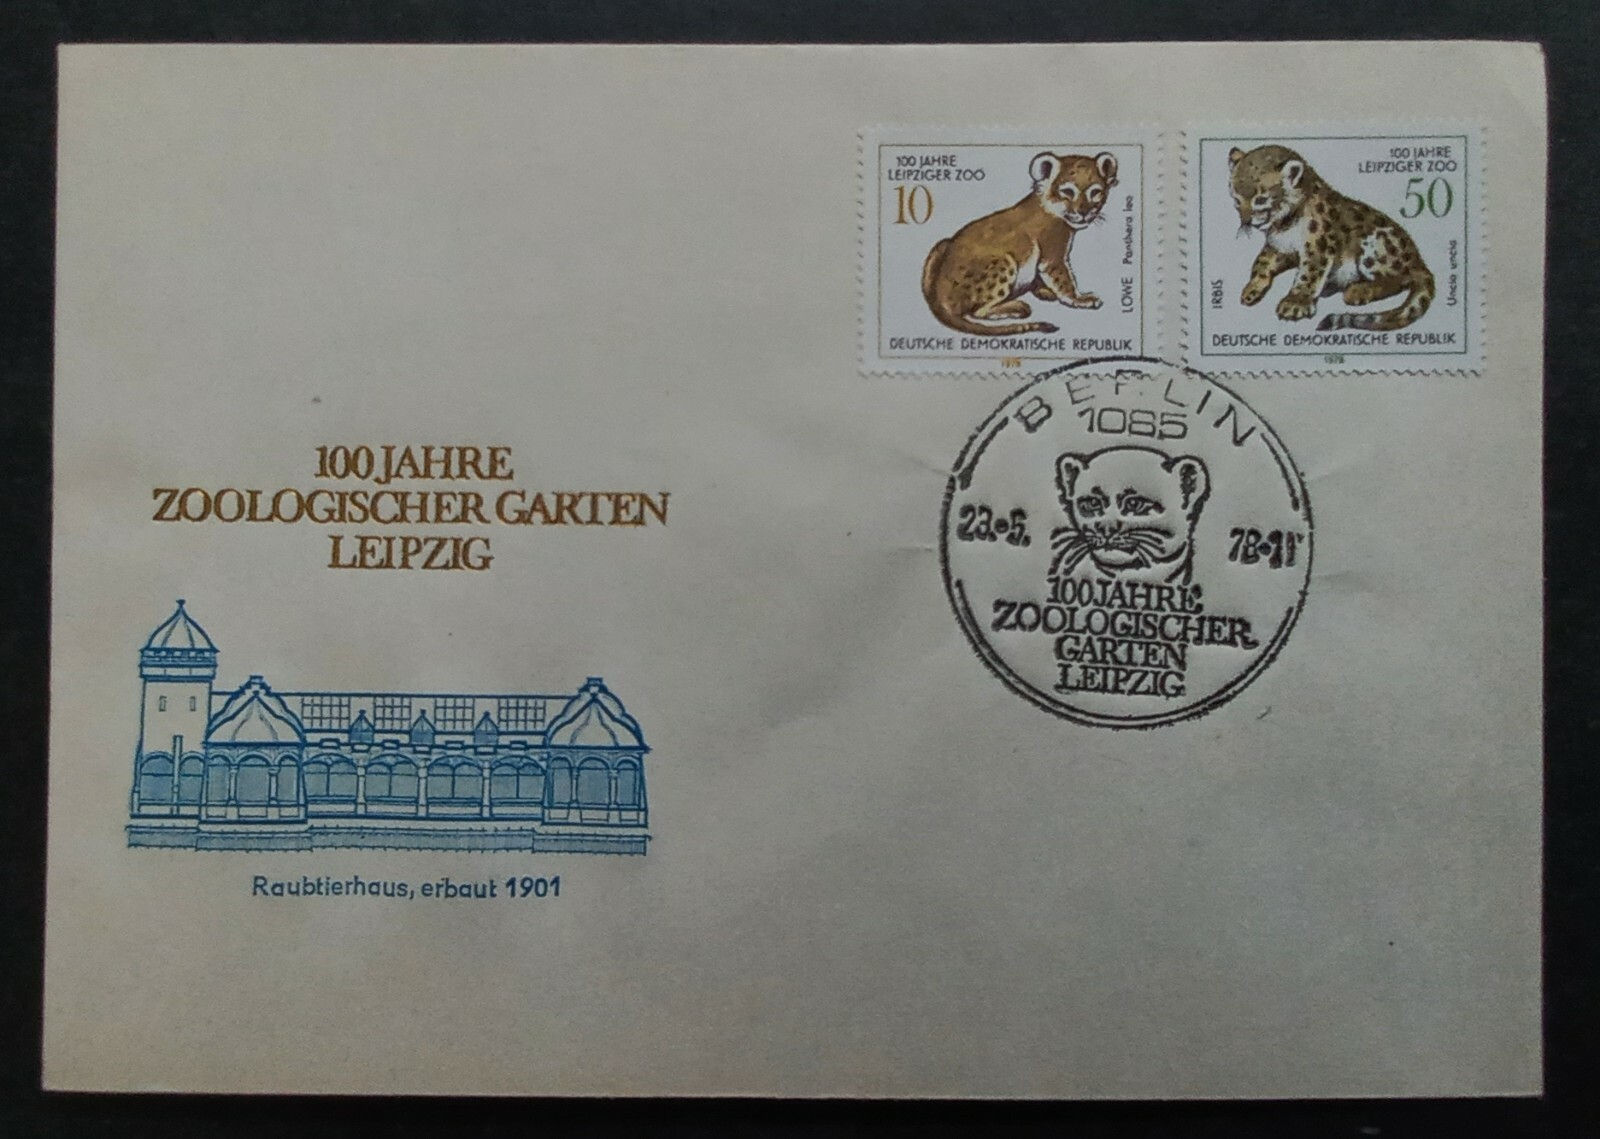 100 JAHRE
LEIPZIGER ZOO
10
LÖWE Panthera leo
DEUTSCHE DEMOKRATISCHE REPUBLIK
1978
100 JAHRE
LEIPZIGER ZOO
50
IRBIS
Uncia uncia
DEUTSCHE DEMOKRATISCHE REPUBLIK
1978
BERLIN
1085
23.-5. 78-11
100 JAHRE
ZOOLOGISCHER
GARTEN
LEIPZIG
100 JAHRE
ZOOLOGISCHER GARTEN
LEIPZIG
Raubtierhaus, erbaut 1901